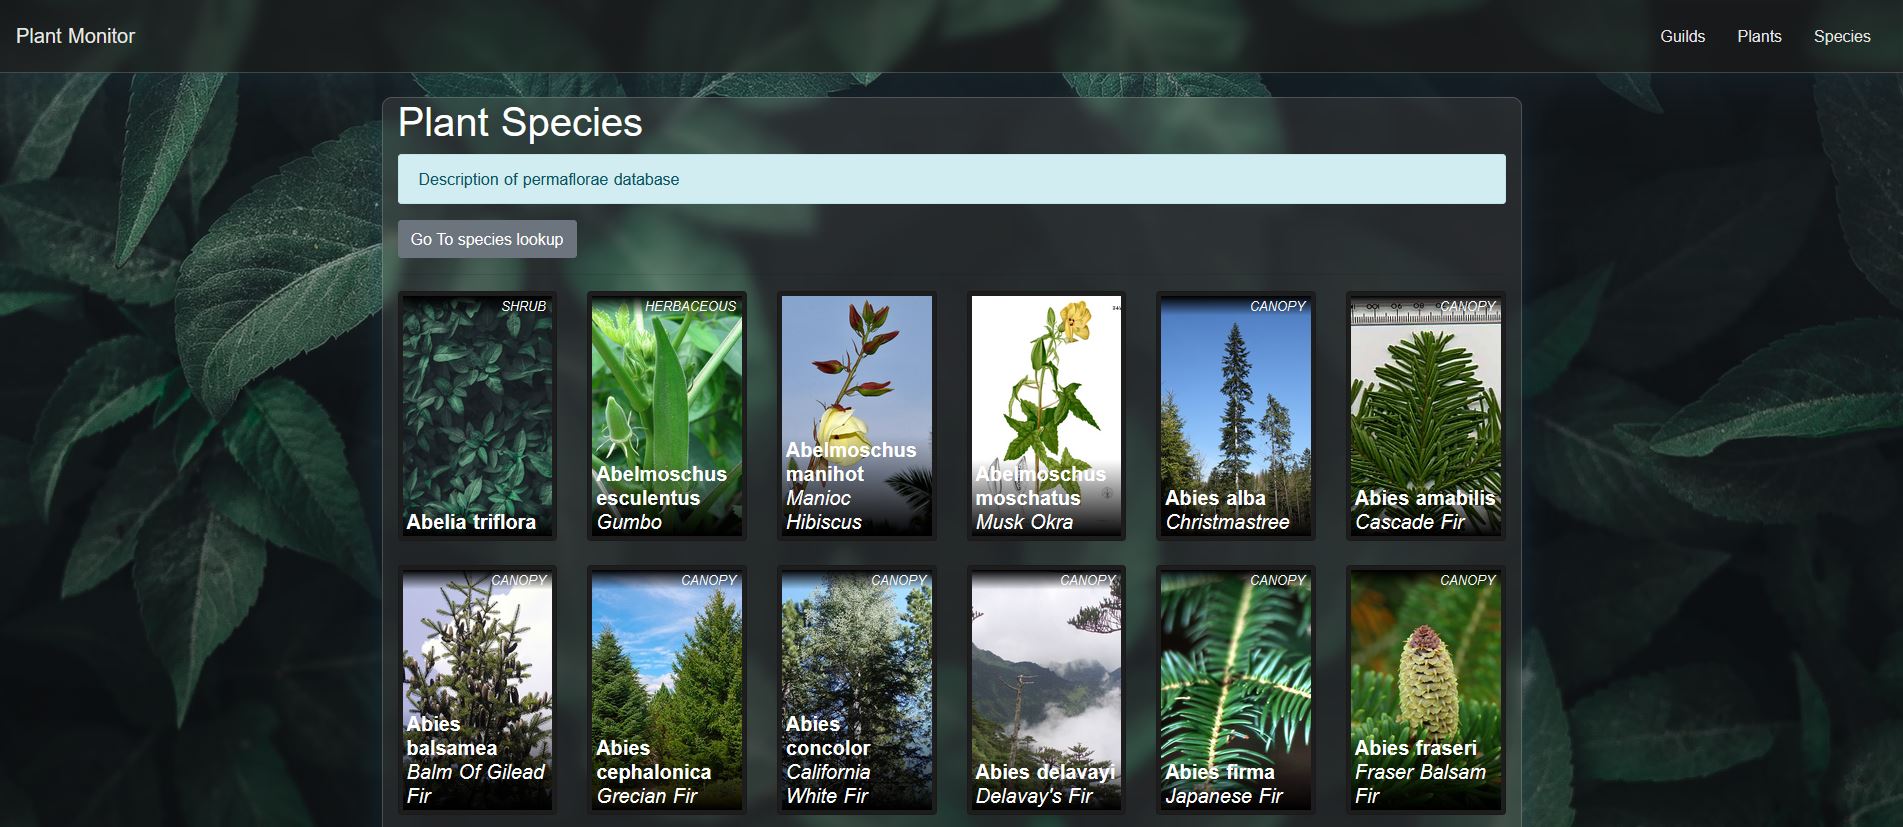 Plant Monitor
Guilds
Plants
Species
Plant Species
Description of permaflorae database
Go To species lookup
SHRUB
Abelia triflora
HERBACEOUS
Abelmoschus
esculentus
Gumbo
Abelmoschus
manihot
Manioc
Hibiscus
Abelmoschus
moschatus
Musk Okra
CANOPY
Abies alba
Christmastree
CANOPY
Abies amabilis
Cascade Fir
CANOPY
Abies
balsamea
Balm Of Gilead
Fir
CANOPY
Abies
cephalonica
Grecian Fir
CANOPY
Abies
concolor
California
White Fir
CANOPY
Abies delavayi
Delavay's Fir
CANOPY
Abies firma
Japanese Fir
CANOPY
Abies fraseri
Fraser Balsam
Fir